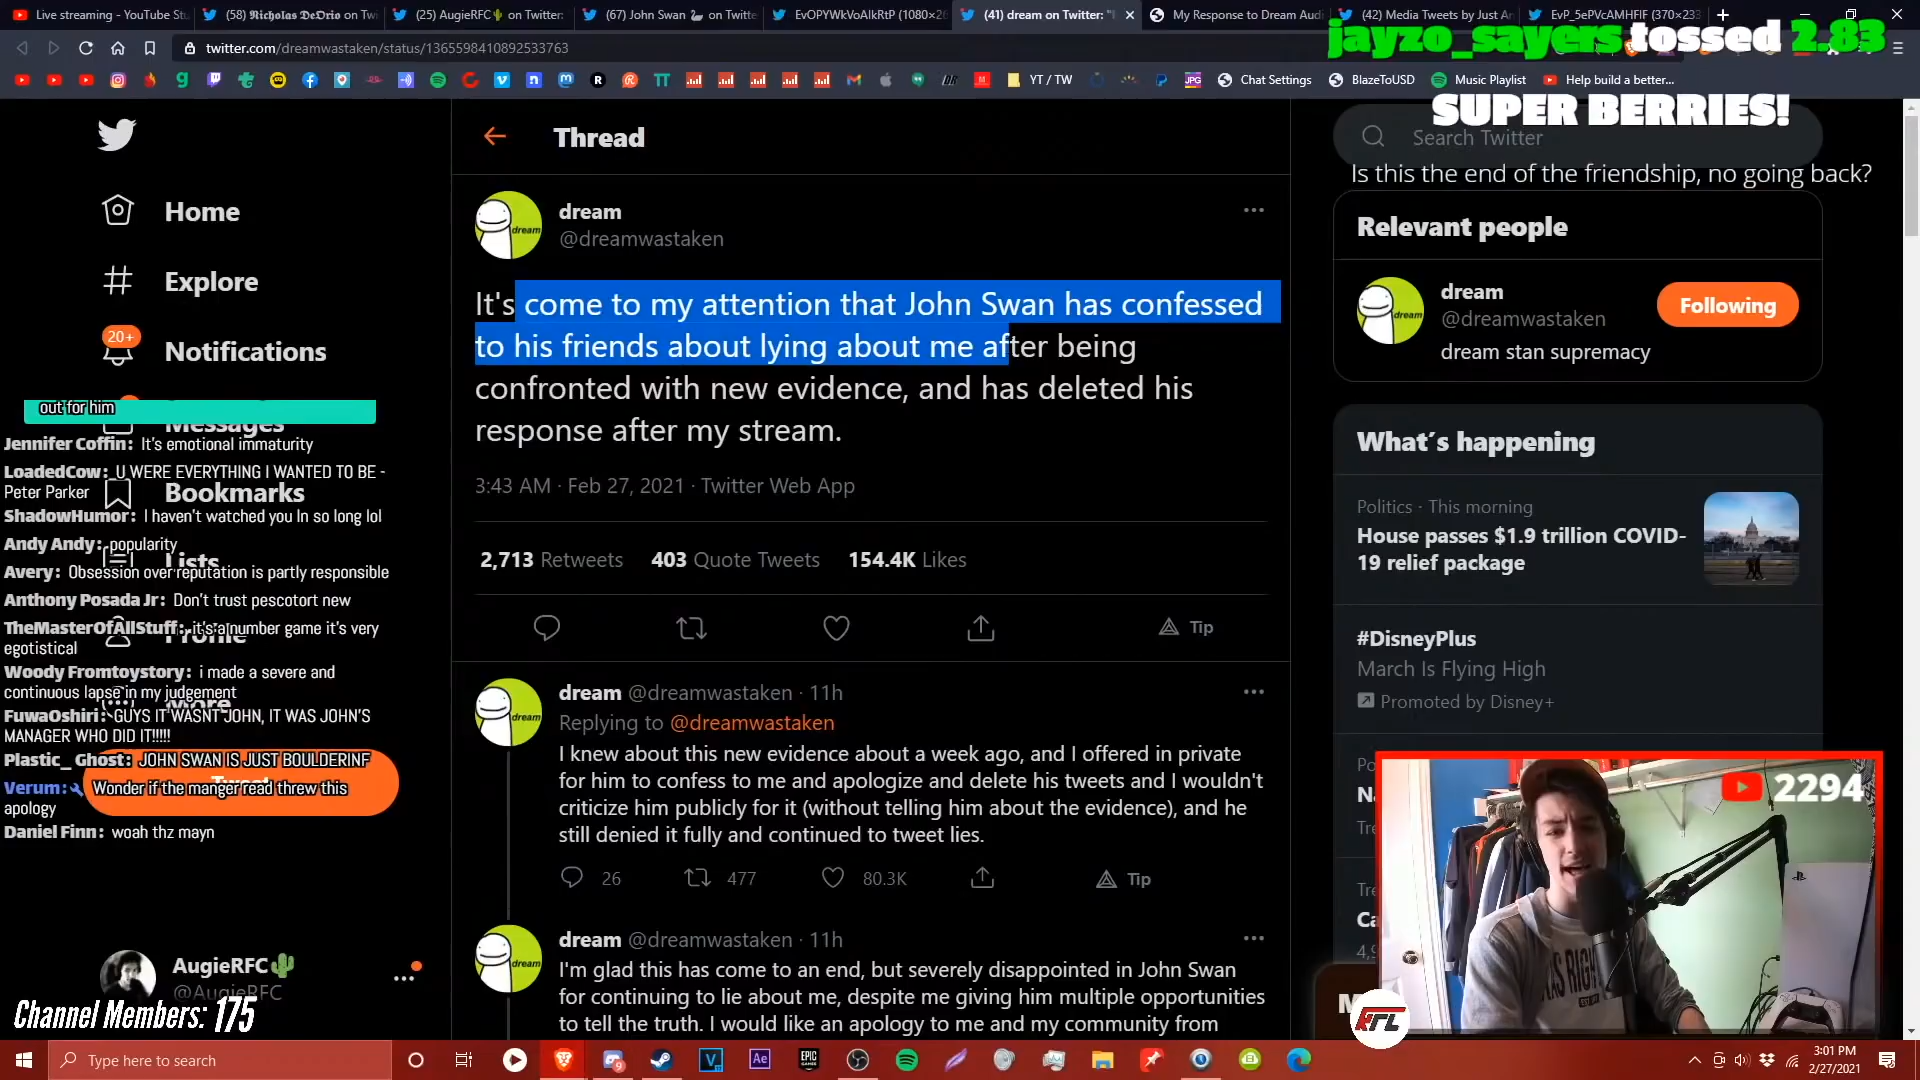 Live streaming - YouTube Stu
(58) 𝕹𝖎𝖈𝖍𝖔𝖑𝖆𝖘 𝕯𝖊𝕺𝖗𝖎𝖔 on Tw
(25) AugieRFC🌵 on Twitter:
(67) John Swan 🦢 on Twitte
EvOPYWkVoAIkRtP (1080×26
(41) dream on Twitter: "I
My Response to Dream Audi
(42) Media Tweets by Just An
EvP_5ePVcAMHFIF (370×233
twitter.com/dreamwastaken/status/1365598410892533763
jayzo_sayers tossed 2.83
SUPER BERRIES!
YT / TW
JPG
Chat Settings
BlazeToUSD
Music Playlist
Help build a better...
Thread
Search Twitter
Is this the end of the friendship, no going back?
Home
Explore
20+
Notifications
Messages
Bookmarks
Lists
Profile
More
Tweet
dream
@dreamwastaken
It's come to my attention that John Swan has confessed
to his friends about lying about me after being
confronted with new evidence, and has deleted his
response after my stream.
3:43 AM · Feb 27, 2021 · Twitter Web App
2,713 Retweets 403 Quote Tweets 154.4K Likes
Tip
dream @dreamwastaken · 11h
Replying to @dreamwastaken
I knew about this new evidence about a week ago, and I offered in private
for him to confess to me and apologize and delete his tweets and I wouldn't
criticize him publicly for it (without telling him about the evidence), and he
still denied it fully and continued to tweet lies.
26 477 80.3K Tip
dream @dreamwastaken · 11h
I'm glad this has come to an end, but severely disappointed in John Swan
for continuing to lie about me, despite me giving him multiple opportunities
to tell the truth. I would like an apology to me and my community from
Relevant people
dream
@dreamwastaken
Following
dream stan supremacy
What's happening
Politics · This morning
House passes $1.9 trillion COVID-
19 relief package
#DisneyPlus
March Is Flying High
Promoted by Disney+
2294
out for him
Jennifer Coffin: It's emotional immaturity
LoadedCow: U WERE EVERYTHING I WANTED TO BE -
Peter Parker
ShadowHumor: I haven't watched you In so long lol
Andy Andy: popularity
Avery: Obsession over reputation is partly responsible
Anthony Posada Jr: Don't trust pescotort new
TheMasterOfAllStuff: it's a number game it's very
egotistical
Woody Fromtoystory: i made a severe and
continuous lapse in my judgement
FuwaOshiri: GUYS IT WASNT JOHN, IT WAS JOHN'S
MANAGER WHO DID IT!!!!!
Plastic_ Ghost: JOHN SWAN IS JUST BOULDERINF
Verum: Wonder if the manger read threw this
apology
Daniel Finn: woah thz mayn
AugieRFC🌵
@AugieRFC
Channel Members: 175
Type here to search
3:01 PM
2/27/2021